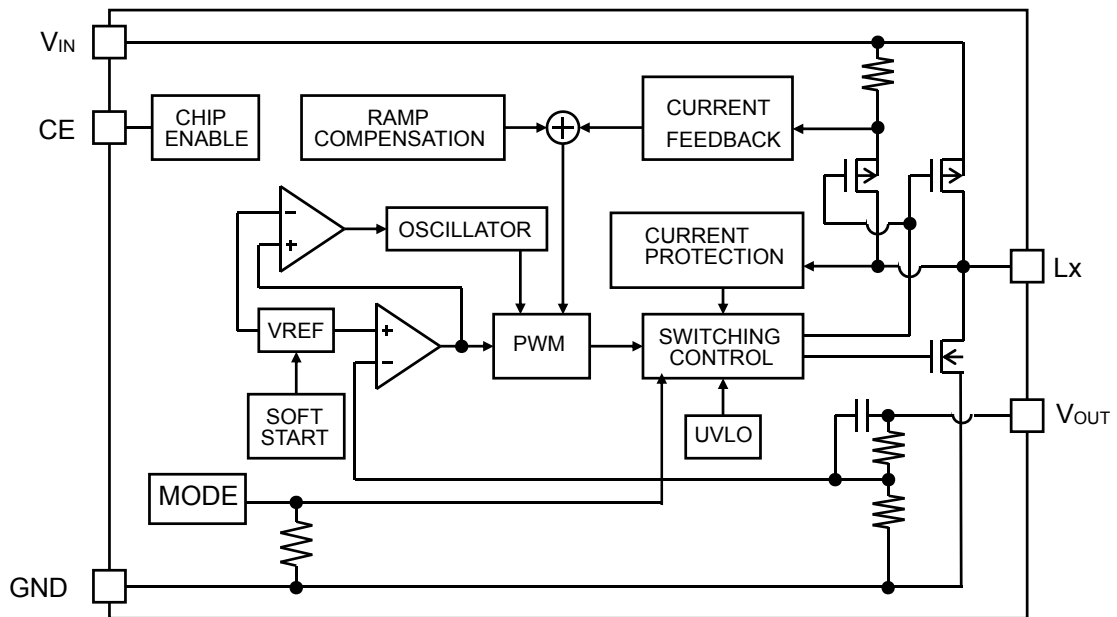 VIN
CE
CHIP
ENABLE
RAMP
COMPENSATION
+
CURRENT
FEEDBACK
−
+
OSCILLATOR
CURRENT
PROTECTION
Lx
VREF
+
−
PWM
SWITCHING
CONTROL
SOFT
START
UVLO
VOUT
MODE
GND